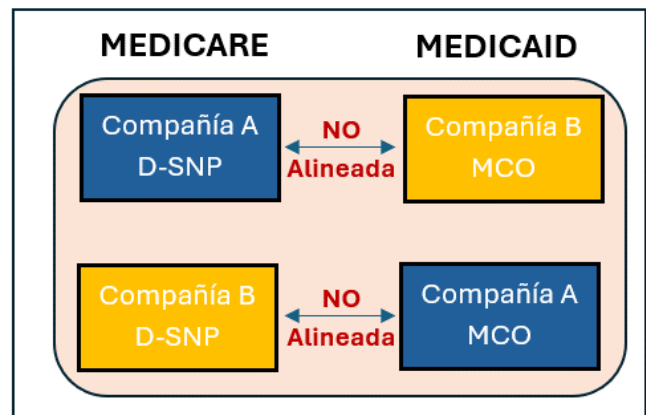 MEDICARE MEDICAID
Compañía A
D-SNP
NO
Alineada
Compañía B
MCO
Compañía B
D-SNP
NO
Alineada
Compañía A
MCO